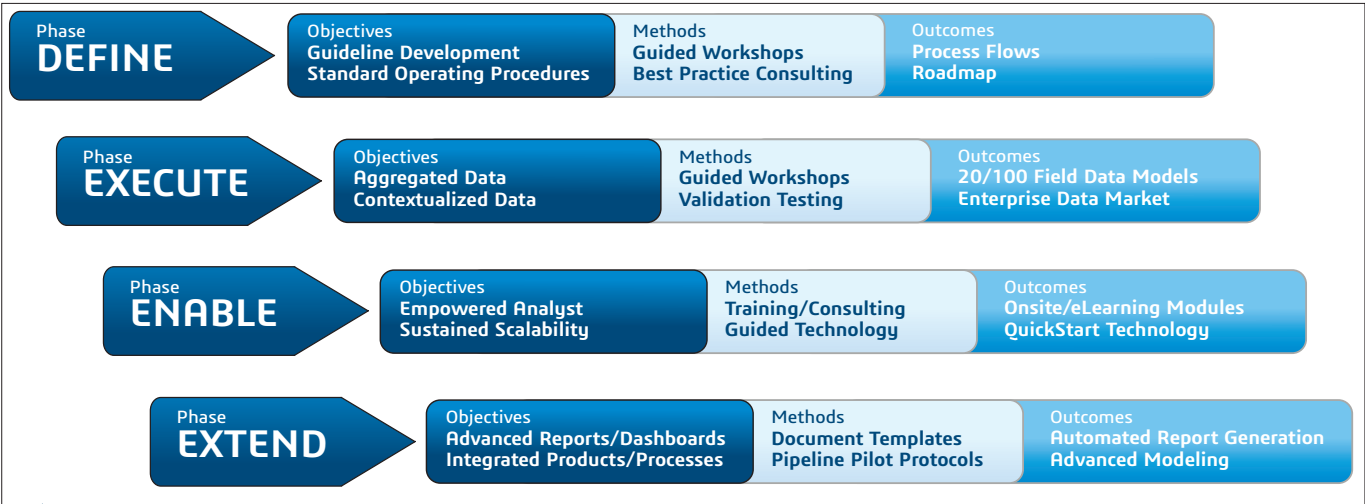 Phase
DEFINE
Objectives
Guideline Development
Standard Operating Procedures
Methods
Guided Workshops
Best Practice Consulting
Outcomes
Process Flows
Roadmap
Phase
EXECUTE
Objectives
Aggregated Data
Contextualized Data
Methods
Guided Workshops
Validation Testing
Outcomes
20/100 Field Data Models
Enterprise Data Market
Phase
ENABLE
Objectives
Empowered Analyst
Sustained Scalability
Methods
Training/Consulting
Guided Technology
Outcomes
Onsite/eLearning Modules
QuickStart Technology
Phase
EXTEND
Objectives
Advanced Reports/Dashboards
Integrated Products/Processes
Methods
Document Templates
Pipeline Pilot Protocols
Outcomes
Automated Report Generation
Advanced Modeling